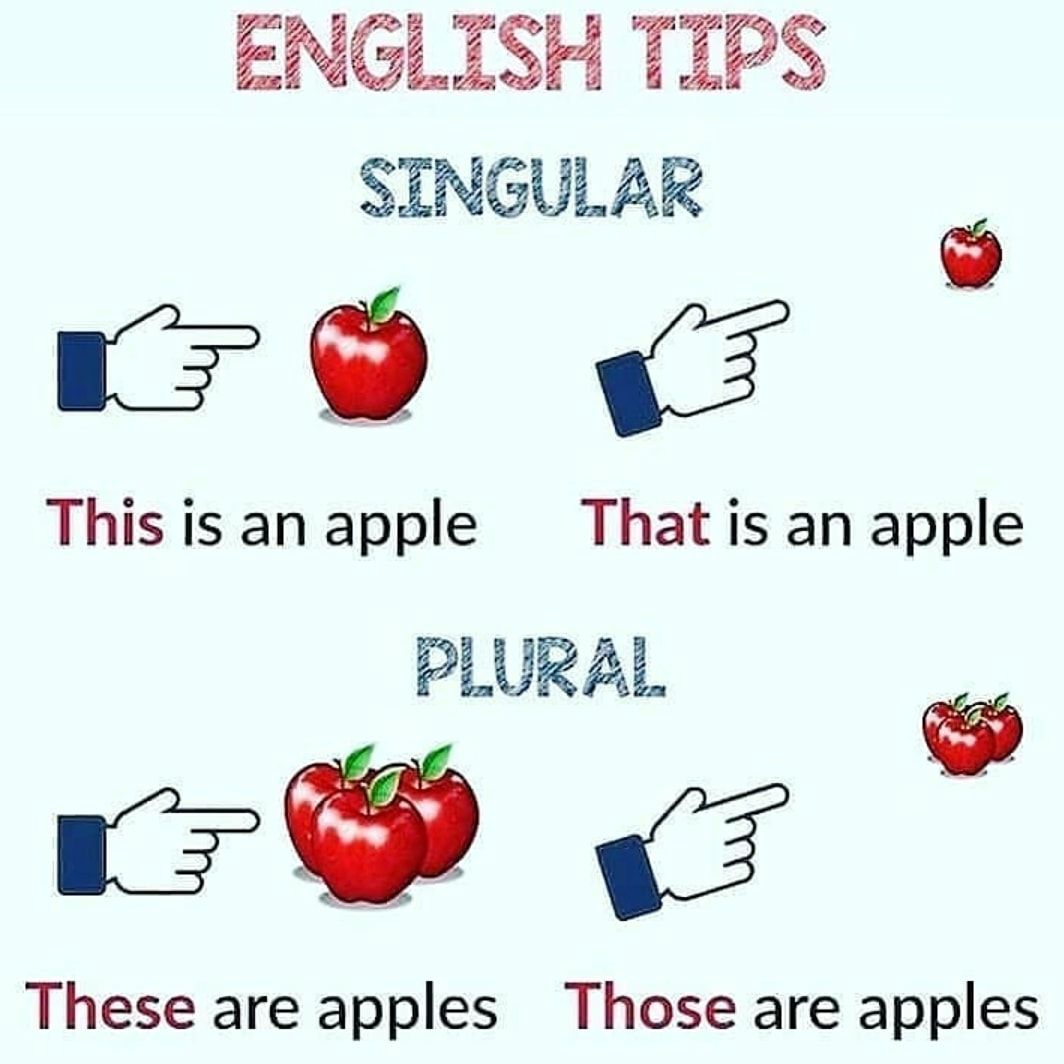 ENGLISH TIPS
SINGULAR
This is an apple
That is an apple
PLURAL
These are apples
Those are apples